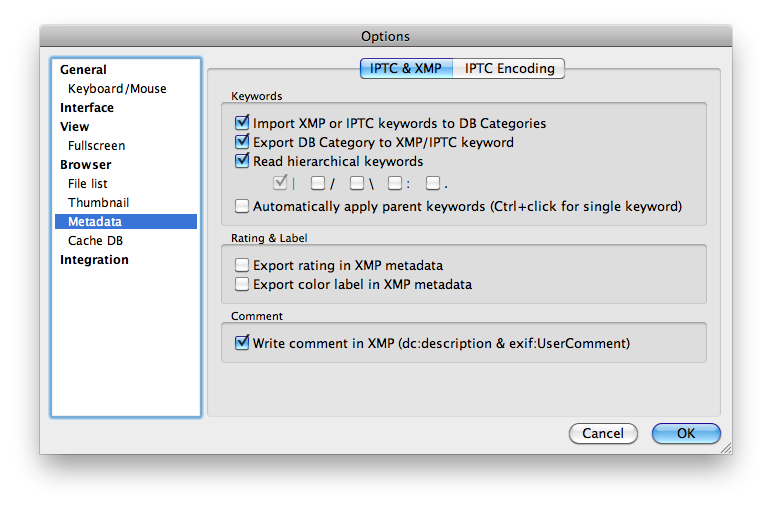 Options
General
Keyboard/Mouse
Interface
View
Fullscreen
Browser
File list
Thumbnail
Metadata
Cache DB
Integration
IPTC & XMP IPTC Encoding
Keywords
Import XMP or IPTC keywords to DB Categories
Export DB Category to XMP/IPTC keyword
Read hierarchical keywords
| / \ : .
Automatically apply parent keywords (Ctrl+click for single keyword)
Rating & Label
Export rating in XMP metadata
Export color label in XMP metadata
Comment
Write comment in XMP (dc:description & exif:UserComment)
Cancel OK